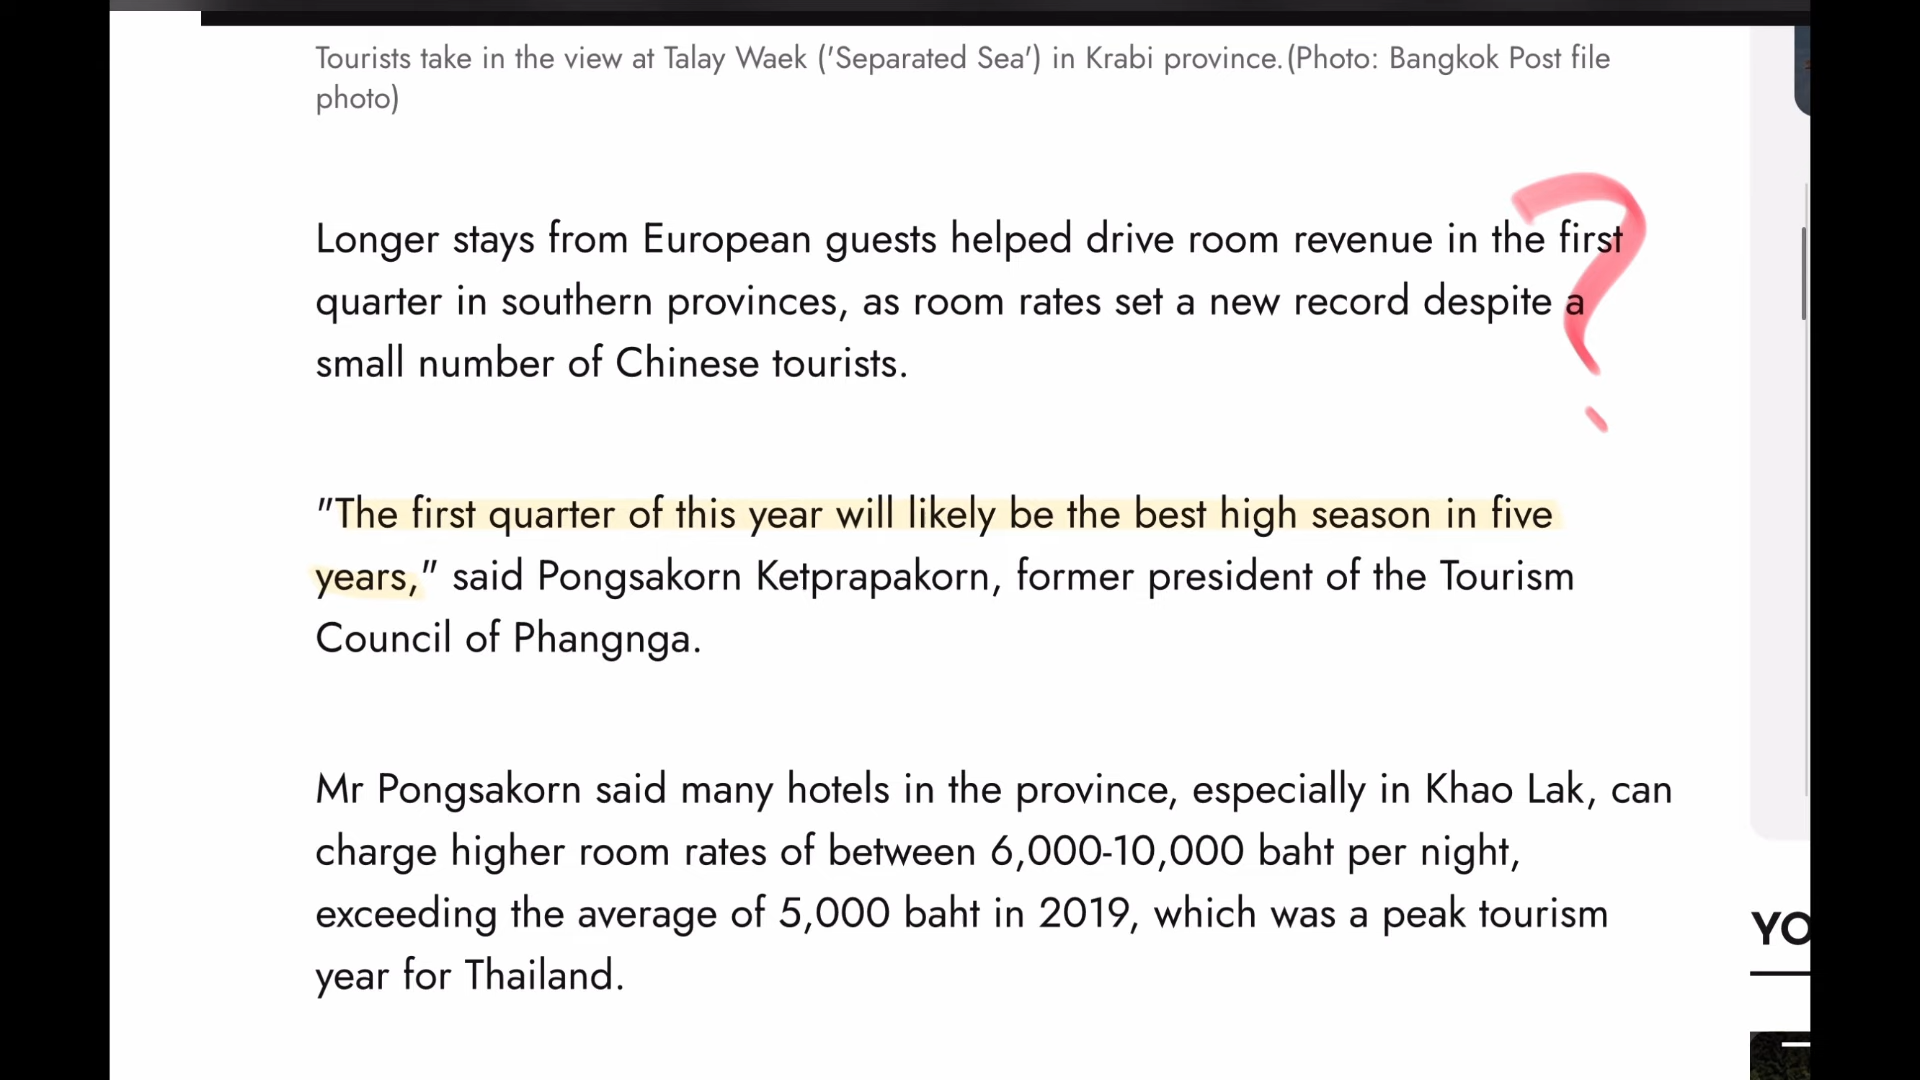 Tourists take in the view at Talay Waek ('Separated Sea') in Krabi province.(Photo: Bangkok Post file
photo)
Longer stays from European guests helped drive room revenue in the first
quarter in southern provinces, as room rates set a new record despite a
small number of Chinese tourists.
?
"The first quarter of this year will likely be the best high season in five
years," said Pongsakorn Ketprapakorn, former president of the Tourism
Council of Phangnga.
Mr Pongsakorn said many hotels in the province, especially in Khao Lak, can
charge higher room rates of between 6,000-10,000 baht per night,
exceeding the average of 5,000 baht in 2019, which was a peak tourism
year for Thailand.
YO